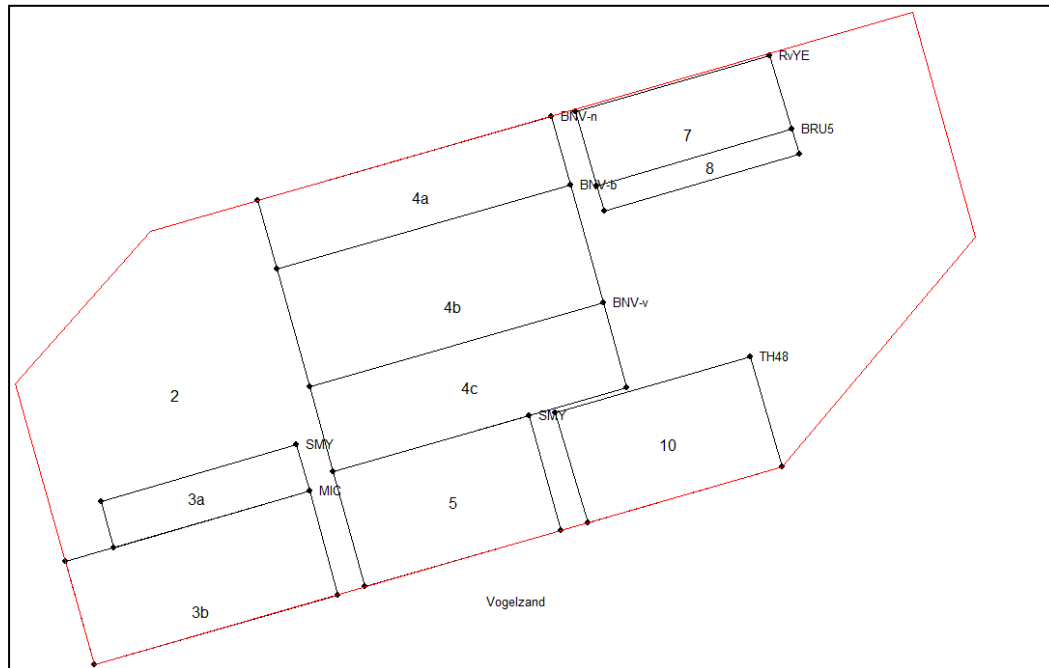 RvYE
BNV-n
BRU5
7
8
BNV-b
4a
4b
BNV-v
TH48
4c
2
SMY
10
SMY
MIC
3a
5
Vogelzand
3b